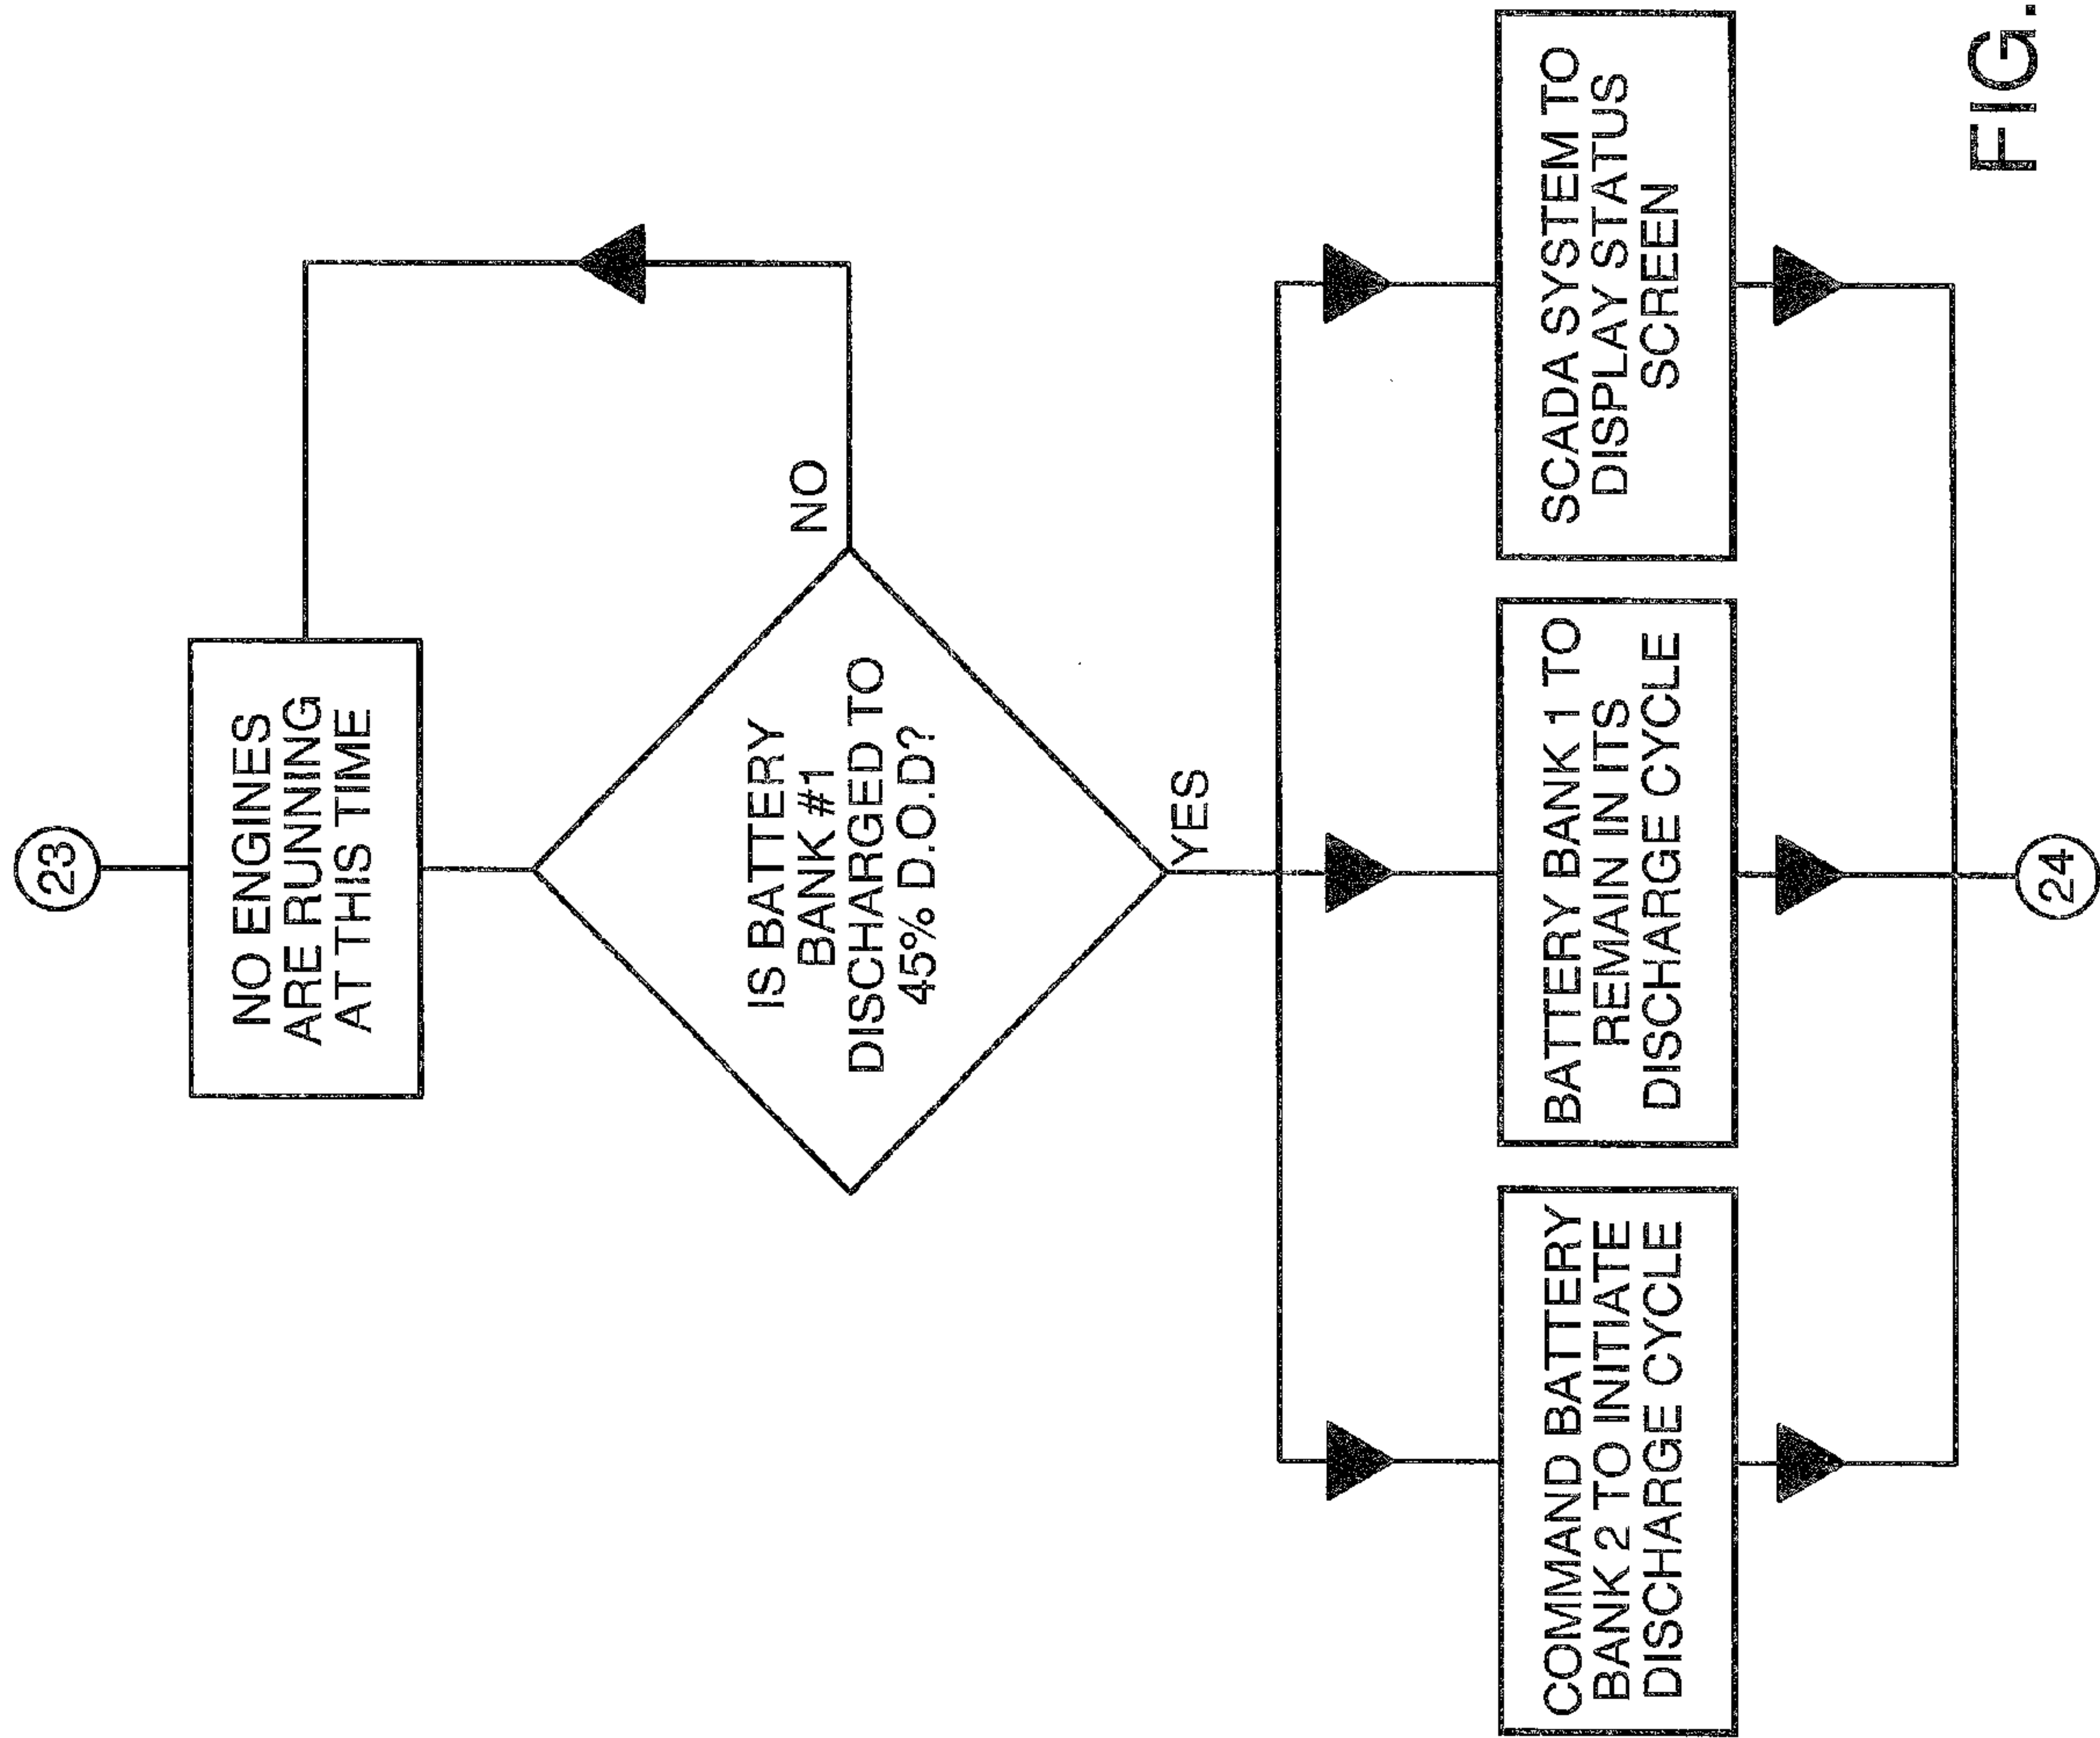 23
NO ENGINES
ARE RUNNING
AT THIS TIME
IS BATTERY
BANK #1
DISCHARGED TO
45% D.O.D?
NO
YES
COMMAND BATTERY
BANK 2 TO INITIATE
DISCHARGE CYCLE
BATTERY BANK 1 TO
REMAIN IN ITS
DISCHARGE CYCLE
SCADA SYSTEM TO
DISPLAY STATUS
SCREEN
24
FIG.